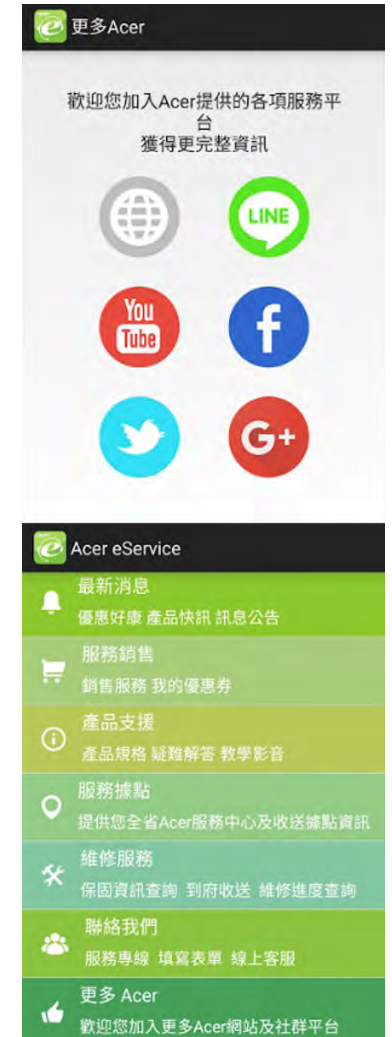 更多Acer
歡迎您加入Acer提供的各項服務平
台
獲得更完整資訊
LINE
You
Tube
f
G+
Acer eService
最新消息
優惠好康 產品快訊 訊息公告
服務銷售
銷售服務 我的優惠券
產品支援
產品規格 疑難解答 教學影音
服務據點
提供您全省Acer服務中心及收送據點資訊
維修服務
保固資訊查詢 到府收送 維修進度查詢
聯絡我們
服務專線 填寫表單 線上客服
更多 Acer
歡迎您加入更多Acer網站及社群平台